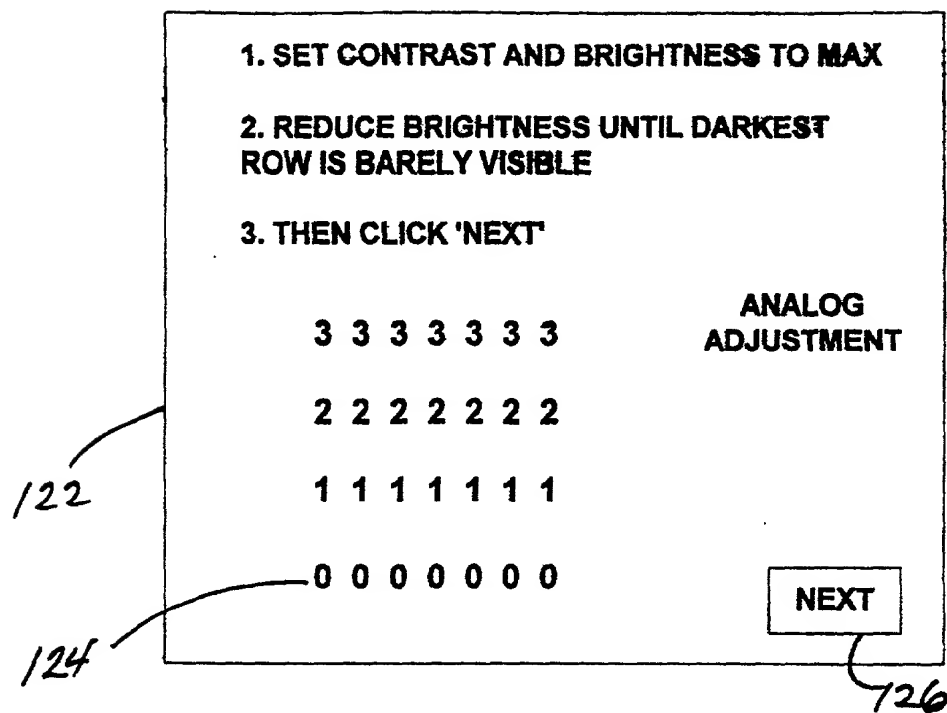 1. SET CONTRAST AND BRIGHTNESS TO MAX
2. REDUCE BRIGHTNESS UNTIL DARKEST
ROW IS BARELY VISIBLE
3. THEN CLICK 'NEXT'
ANALOG
ADJUSTMENT
3 3 3 3 3 3 3
2 2 2 2 2 2 2
1 1 1 1 1 1 1
0 0 0 0 0 0 0
NEXT
122
124
126